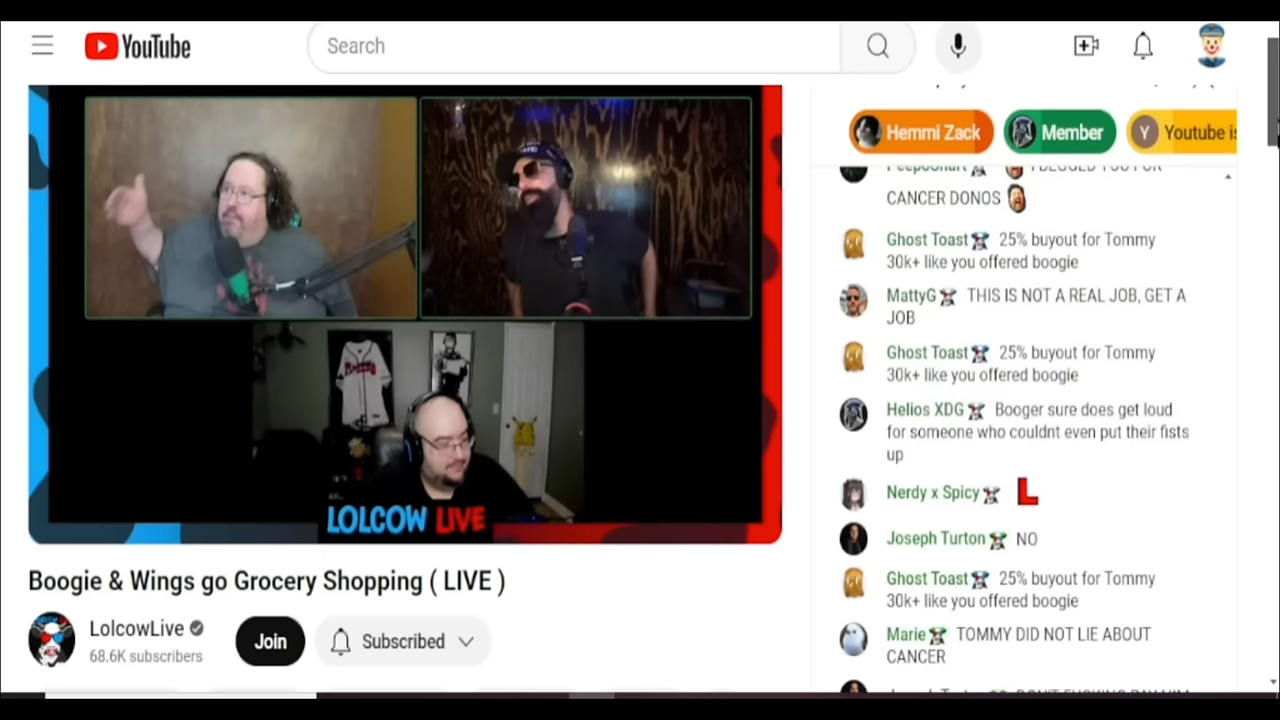 YouTube
Search
Hemmi Zack
Member
Y
Youtube is
CANCER DONOS
Ghost Toast 25% buyout for Tommy
30k+ like you offered boogie
MattyG THIS IS NOT A REAL JOB, GET A
JOB
Ghost Toast 25% buyout for Tommy
30k+ like you offered boogie
Helios XDG Booger sure does get loud
for someone who couldnt even put their fists
up
Nerdy x Spicy L
Joseph Turton NO
Ghost Toast 25% buyout for Tommy
30k+ like you offered boogie
Marie TOMMY DID NOT LIE ABOUT
CANCER
LOLCOW LIVE
Boogie & Wings go Grocery Shopping ( LIVE )
LolcowLive
68.6K subscribers
Join
Subscribed